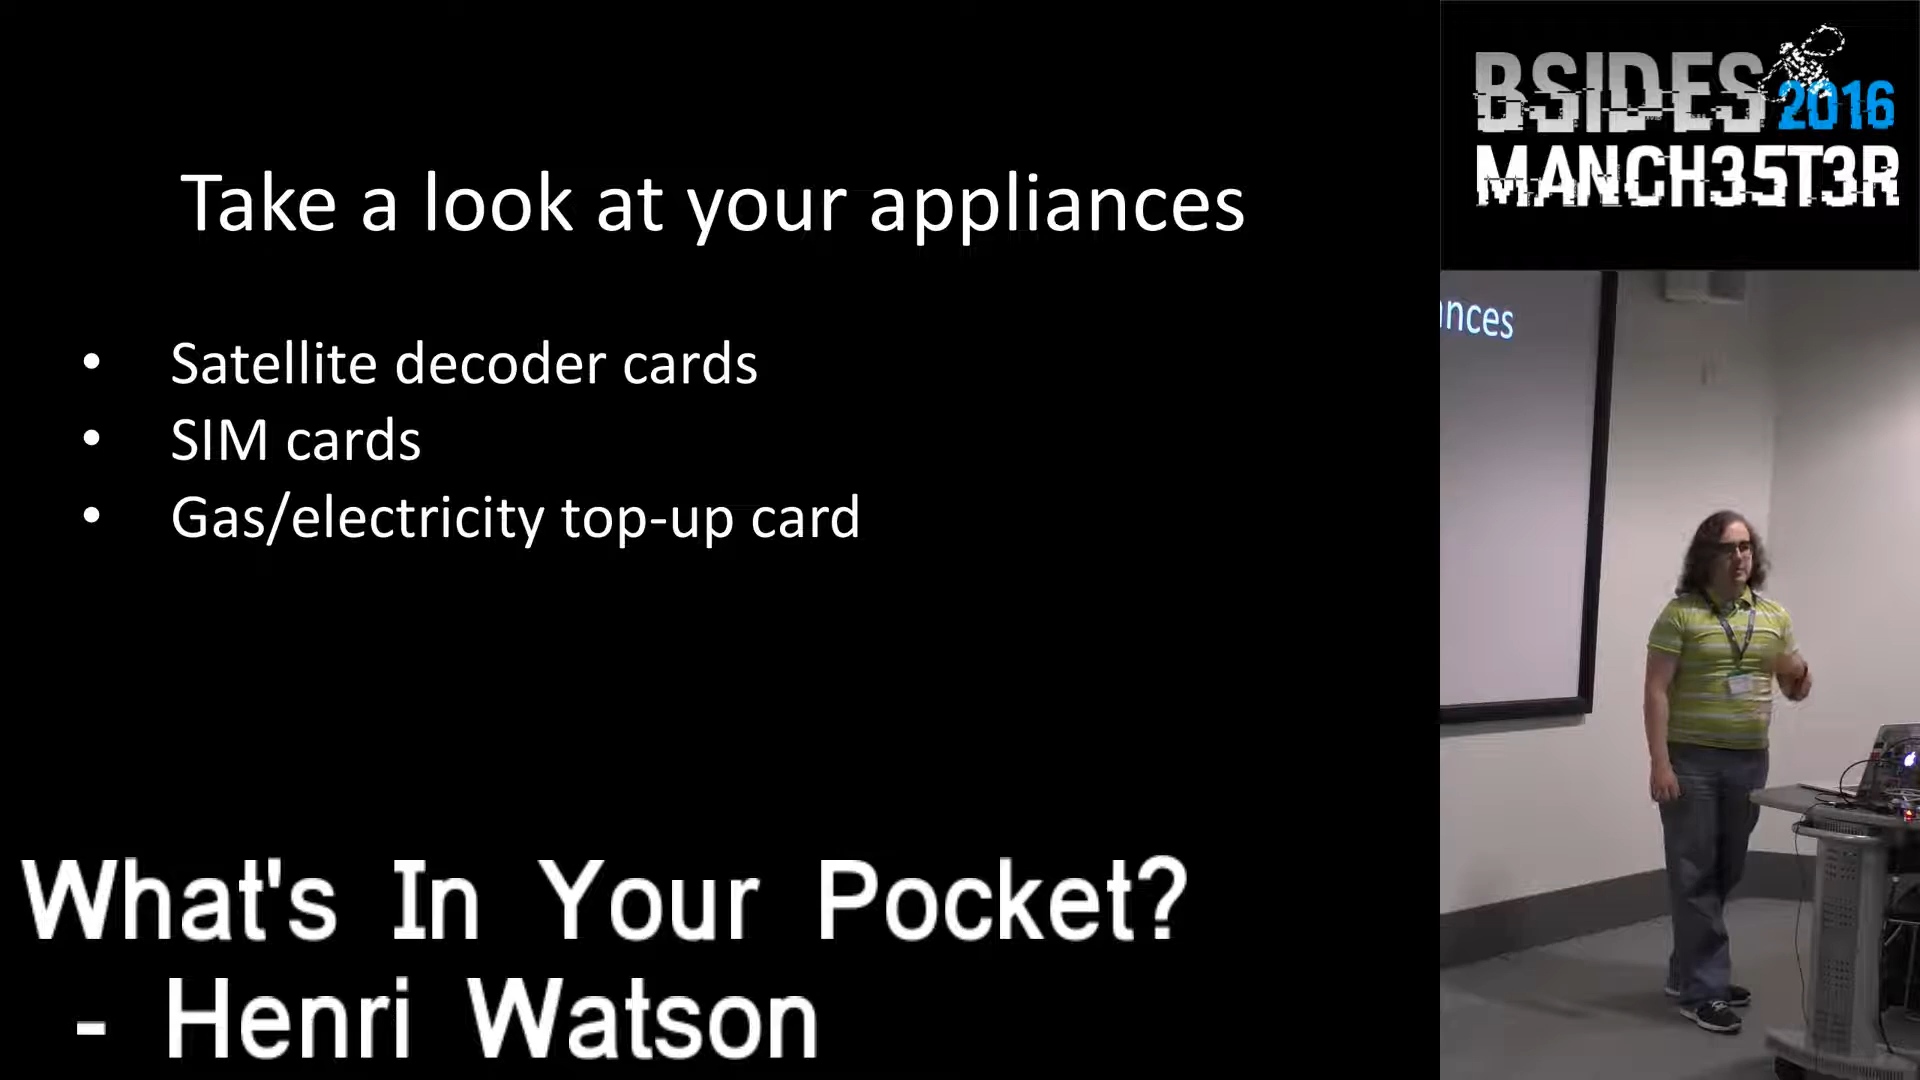 Take a look at your appliances
• Satellite decoder cards
• SIM cards
• Gas/electricity top-up card
What's In Your Pocket?
- Henri Watson
BSIDES 2016
MANCH35T3R
ances